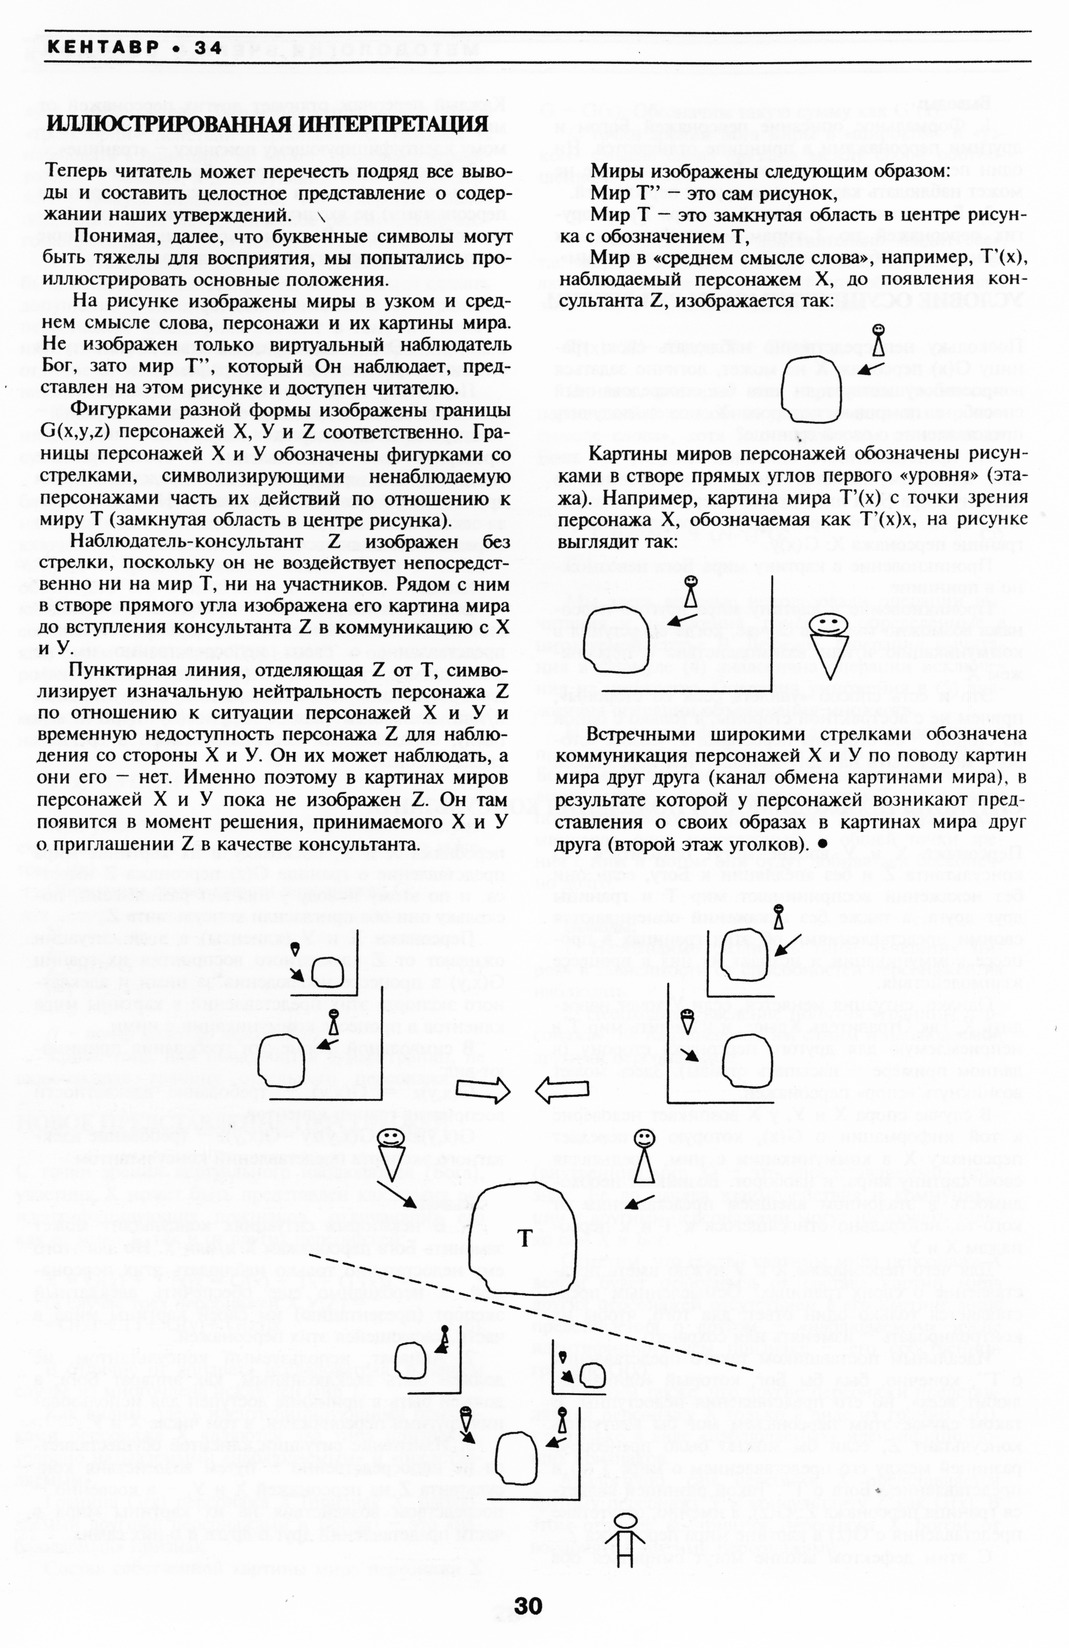 КЕНТАВР • 34
ИЛЛЮСТРИРОВАННАЯ ИНТЕРПРЕТАЦИЯ
Теперь читатель может перечесть подряд все выво-
ды и составить целостное представление о содер-
жании наших утверждений.
Понимая, далее, что буквенные символы могут
быть тяжелы для восприятия, мы попытались про-
иллюстрировать основные положения.
На рисунке изображены миры в узком и сред-
нем смысле слова, персонажи и их картины мира.
Не изображен только виртуальный наблюдатель
Бог, зато мир Т”, который Он наблюдает, пред-
ставлен на этом рисунке и доступен читателю.
Фигурками разной формы изображены границы
G(x,y,z) персонажей X, У и Z соответственно. Гра-
ницы персонажей X и У обозначены фигурками со
стрелками, символизирующими ненаблюдаемую
персонажами часть их действий по отношению к
миру Т (замкнутая область в центре рисунка).
Наблюдатель-консультант Z изображен без
стрелки, поскольку он не воздействует непосредст-
венно ни на мир Т, ни на участников. Рядом с ним
в створе прямого угла изображена его картина мира
до вступления консультанта Z в коммуникацию с X
и У.
Пунктирная линия, отделяющая Z от Т, симво-
лизирует изначальную нейтральность персонажа Z
по отношению к ситуации персонажей X и У и
временную недоступность персонажа Z для наблю-
дения со стороны X и У. Он их может наблюдать, а
они его — нет. Именно поэтому в картинах миров
персонажей X и У пока не изображен Z. Он там
появится в момент решения, принимаемого X и У
о приглашении Z в качестве консультанта.
Миры изображены следующим образом:
Мир Т” — это сам рисунок,
Мир Т — это замкнутая область в центре рисун-
ка с обозначением Т,
Мир в «среднем смысле слова», например, Т’(х),
наблюдаемый персонажем X, до появления кон-
сультанта Z, изображается так:
Картины миров персонажей обозначены рисун-
ками в створе прямых углов первого «уровня» (эта-
жа). Например, картина мира Т’(х) с точки зрения
персонажа X, обозначаемая как Т’(х)х, на рисунке
выглядит так:
Встречными широкими стрелками обозначена
коммуникация персонажей X и У по поводу картин
мира друг друга (канал обмена картинами мира), в
результате которой у персонажей возникают пред-
ставления о своих образах в картинах мира друг
друга (второй этаж уголков). ●
Т
30